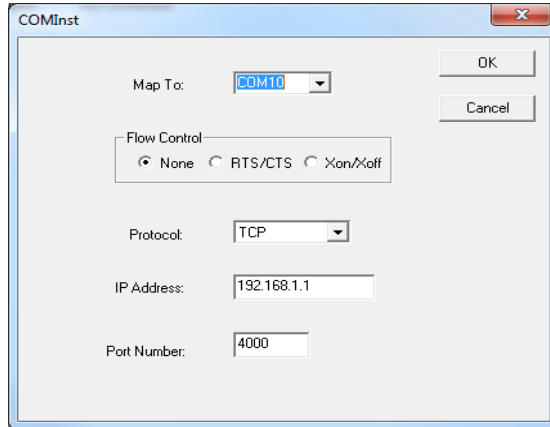 COMInst
OK
Map To: COM10
Cancel
Flow Control
None RTS/CTS Xon/Xoff
Protocol: TCP
IP Address: 192.168.1.1
Port Number: 4000